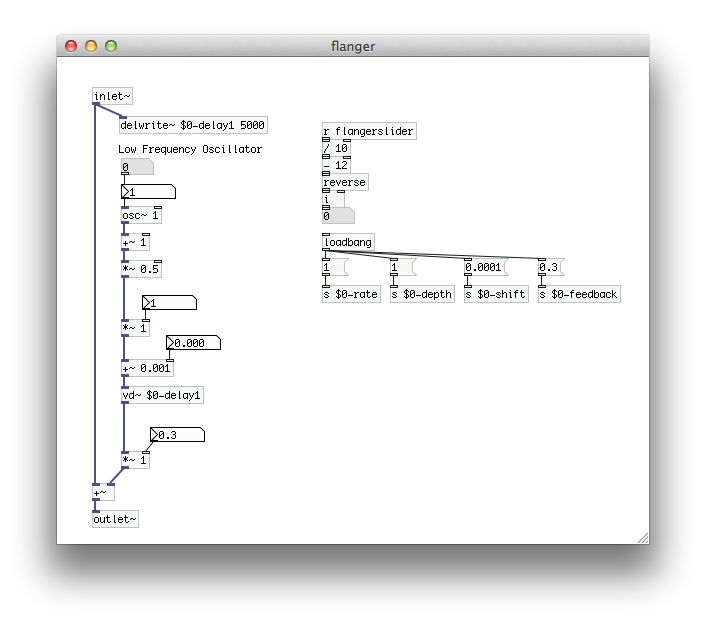 flanger
inlet~
delwrite~ $0-delay1 5000
Low Frequency Oscillator
0
1
osc~ 1
+~ 1
*~ 0.5
1
*~ 1
0.000
+~ 0.001
vd~ $0-delay1
0.3
*~ 1
+~
outlet~
r flangerslider
/ 10
- 12
reverse
i
0
loadbang
1 1 0.0001 0.3
s $0-rate s $0-depth s $0-shift s $0-feedback